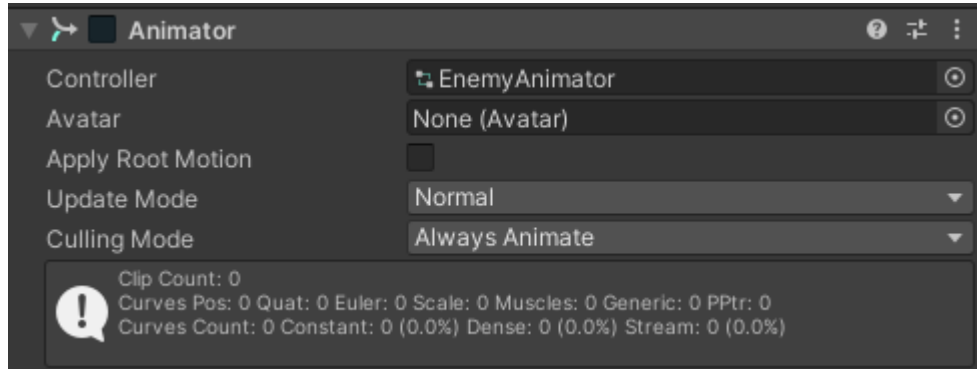 Animator
Controller EnemyAnimator
Avatar None (Avatar)
Apply Root Motion
Update Mode Normal
Culling Mode Always Animate
Clip Count: 0
Curves Pos: 0 Quat: 0 Euler: 0 Scale: 0 Muscles: 0 Generic: 0 PPtr: 0
Curves Count: 0 Constant: 0 (0.0%) Dense: 0 (0.0%) Stream: 0 (0.0%)